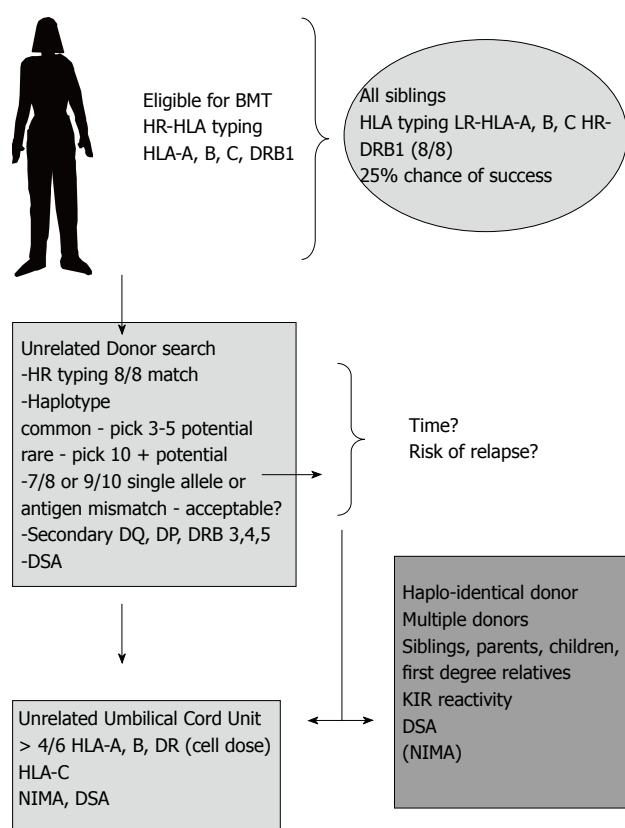 Eligible for BMT
HR-HLA typing
HLA-A, B, C, DRB1
All siblings
HLA typing LR-HLA-A, B, C HR-
DRB1 (8/8)
25% chance of success
Unrelated Donor search
-HR typing 8/8 match
-Haplotype
common - pick 3-5 potential
rare - pick 10 + potential
-7/8 or 9/10 single allele or
antigen mismatch - acceptable?
-Secondary DQ, DP, DRB 3,4,5
-DSA
Time?
Risk of relapse?
Haplo-identical donor
Multiple donors
Siblings, parents, children,
first degree relatives
KIR reactivity
DSA
(NIMA)
Unrelated Umbilical Cord Unit
> 4/6 HLA-A, B, DR (cell dose)
HLA-C
NIMA, DSA